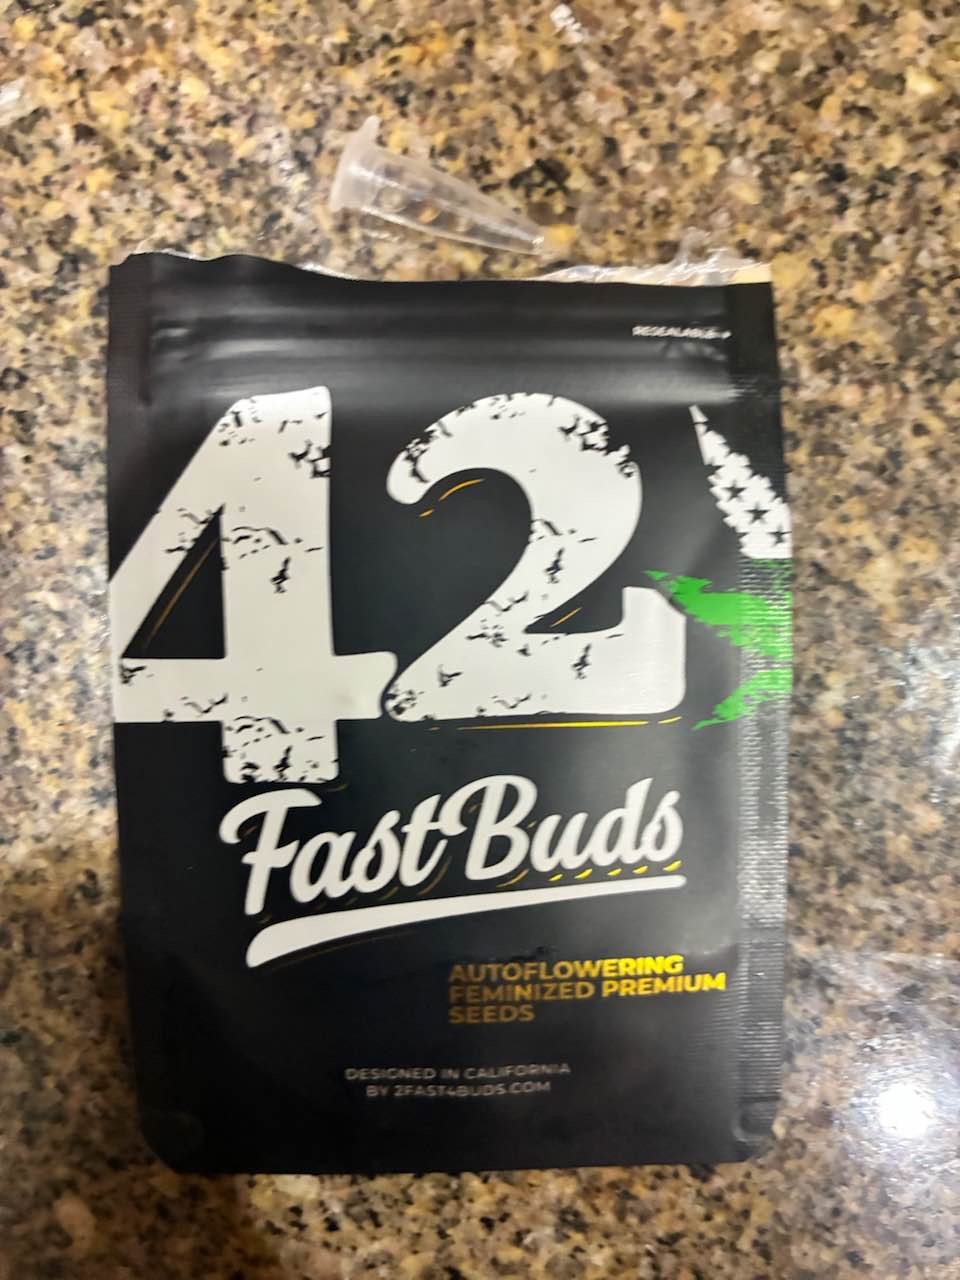 RESEALABLE
42
FastBuds
AUTOFLOWERING
FEMINIZED PREMIUM
SEEDS
DESIGNED IN CALIFORNIA
BY 2FAST4BUDS.COM